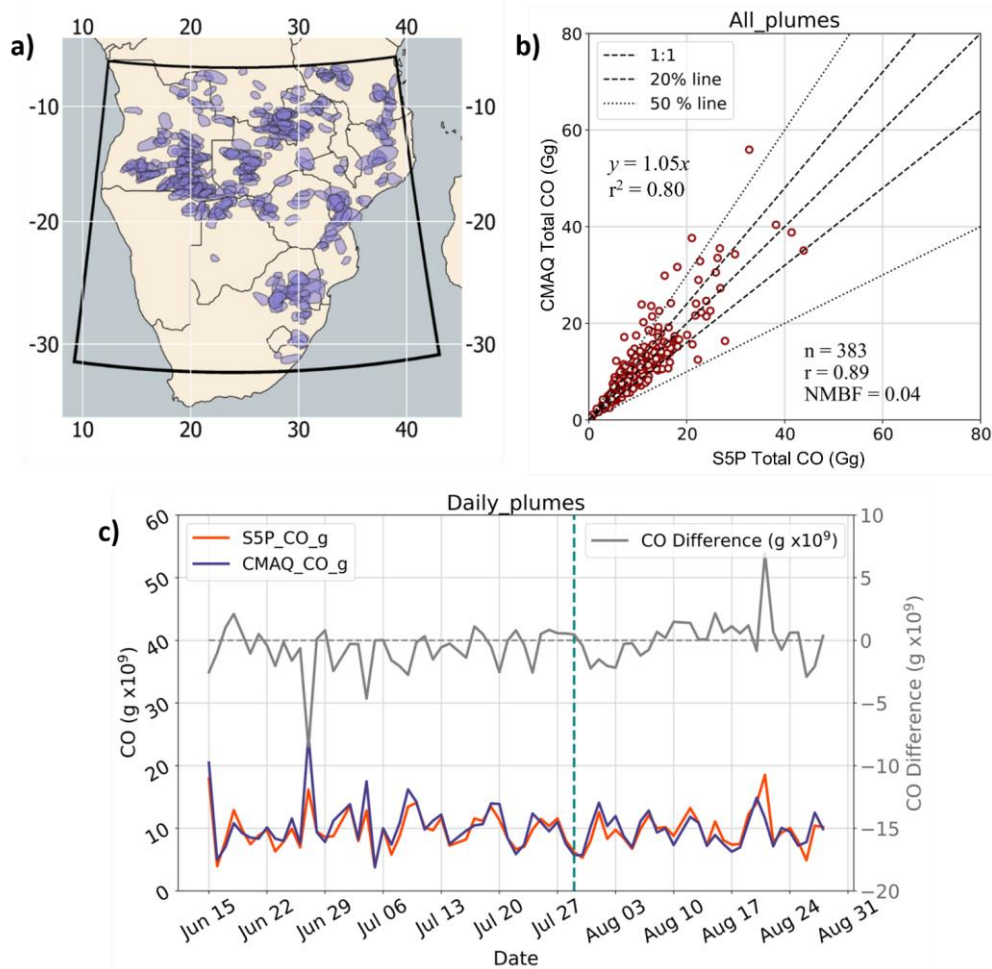 a)
10 20 30 40
-10 -10
-20 -20
-30 -30
10 20 30 40
b)
All_plumes
80
60
40
20
0
CMAQ Total CO (Gg)
1:1
20% line
50 % line
y = 1.05x
r² = 0.80
n = 383
r = 0.89
NMBF = 0.04
0 20 40 60 80
S5P Total CO (Gg)
c)
Daily_plumes
S5P_CO_g
CMAQ_CO_g
CO Difference (g x10⁹)
60
50
40
30
20
10
0
CO (g x10⁹)
10
5
0
−5
−10
−15
−20
CO Difference (g x10⁹)
Jun 15 Jun 22 Jun 29 Jul 06 Jul 13 Jul 20 Jul 27 Aug 03 Aug 10 Aug 17 Aug 24 Aug 31
Date